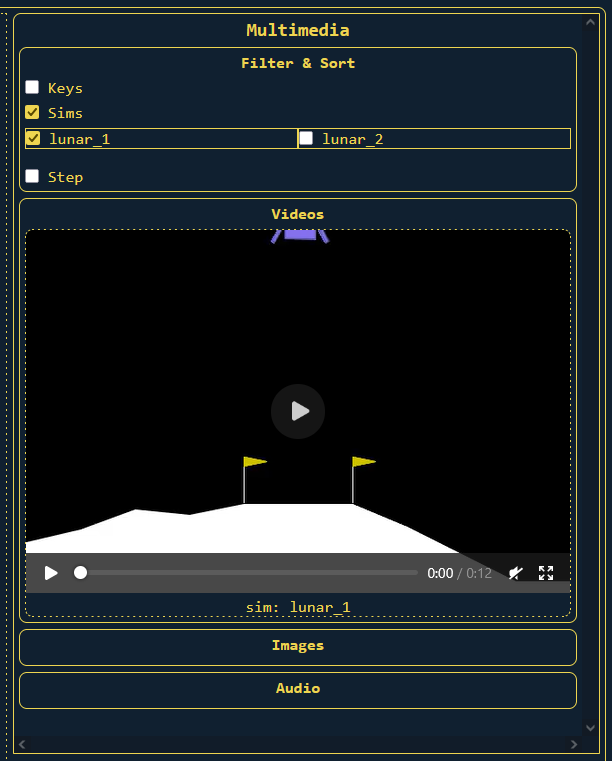 Multimedia
Filter & Sort
Keys
Sims
lunar_1 lunar_2
Step
Videos
0:00 / 0:12
sim: lunar_1
Images
Audio